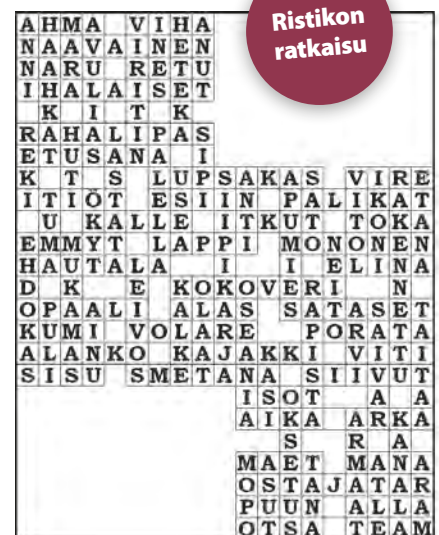 Ristikon
ratkaisu
AHMA VIHA
NAAVAINEN
NARU RETU
IHALAISET
K I T K
RAHALIPAS
ETUSANA I
K T S LUPSAKAS VIRE
ITIÖT ESIIN PALIKAT
U KALLE ITKUT TOKA
EMMYT LAPPI MONONEN
HAUTALA I I ELINA
D K E KOKOVERI N
OPAALI ALAS SATASET
KUMI VOLARE PORATA
ALANKO KAJAKKI VITI
SISU SMETANA SIIVUT
ISOT A A
AIKA ARKA
S R A
MAET MANA
OSTAJATAR
PUUN ALLA
OTSA TEAM